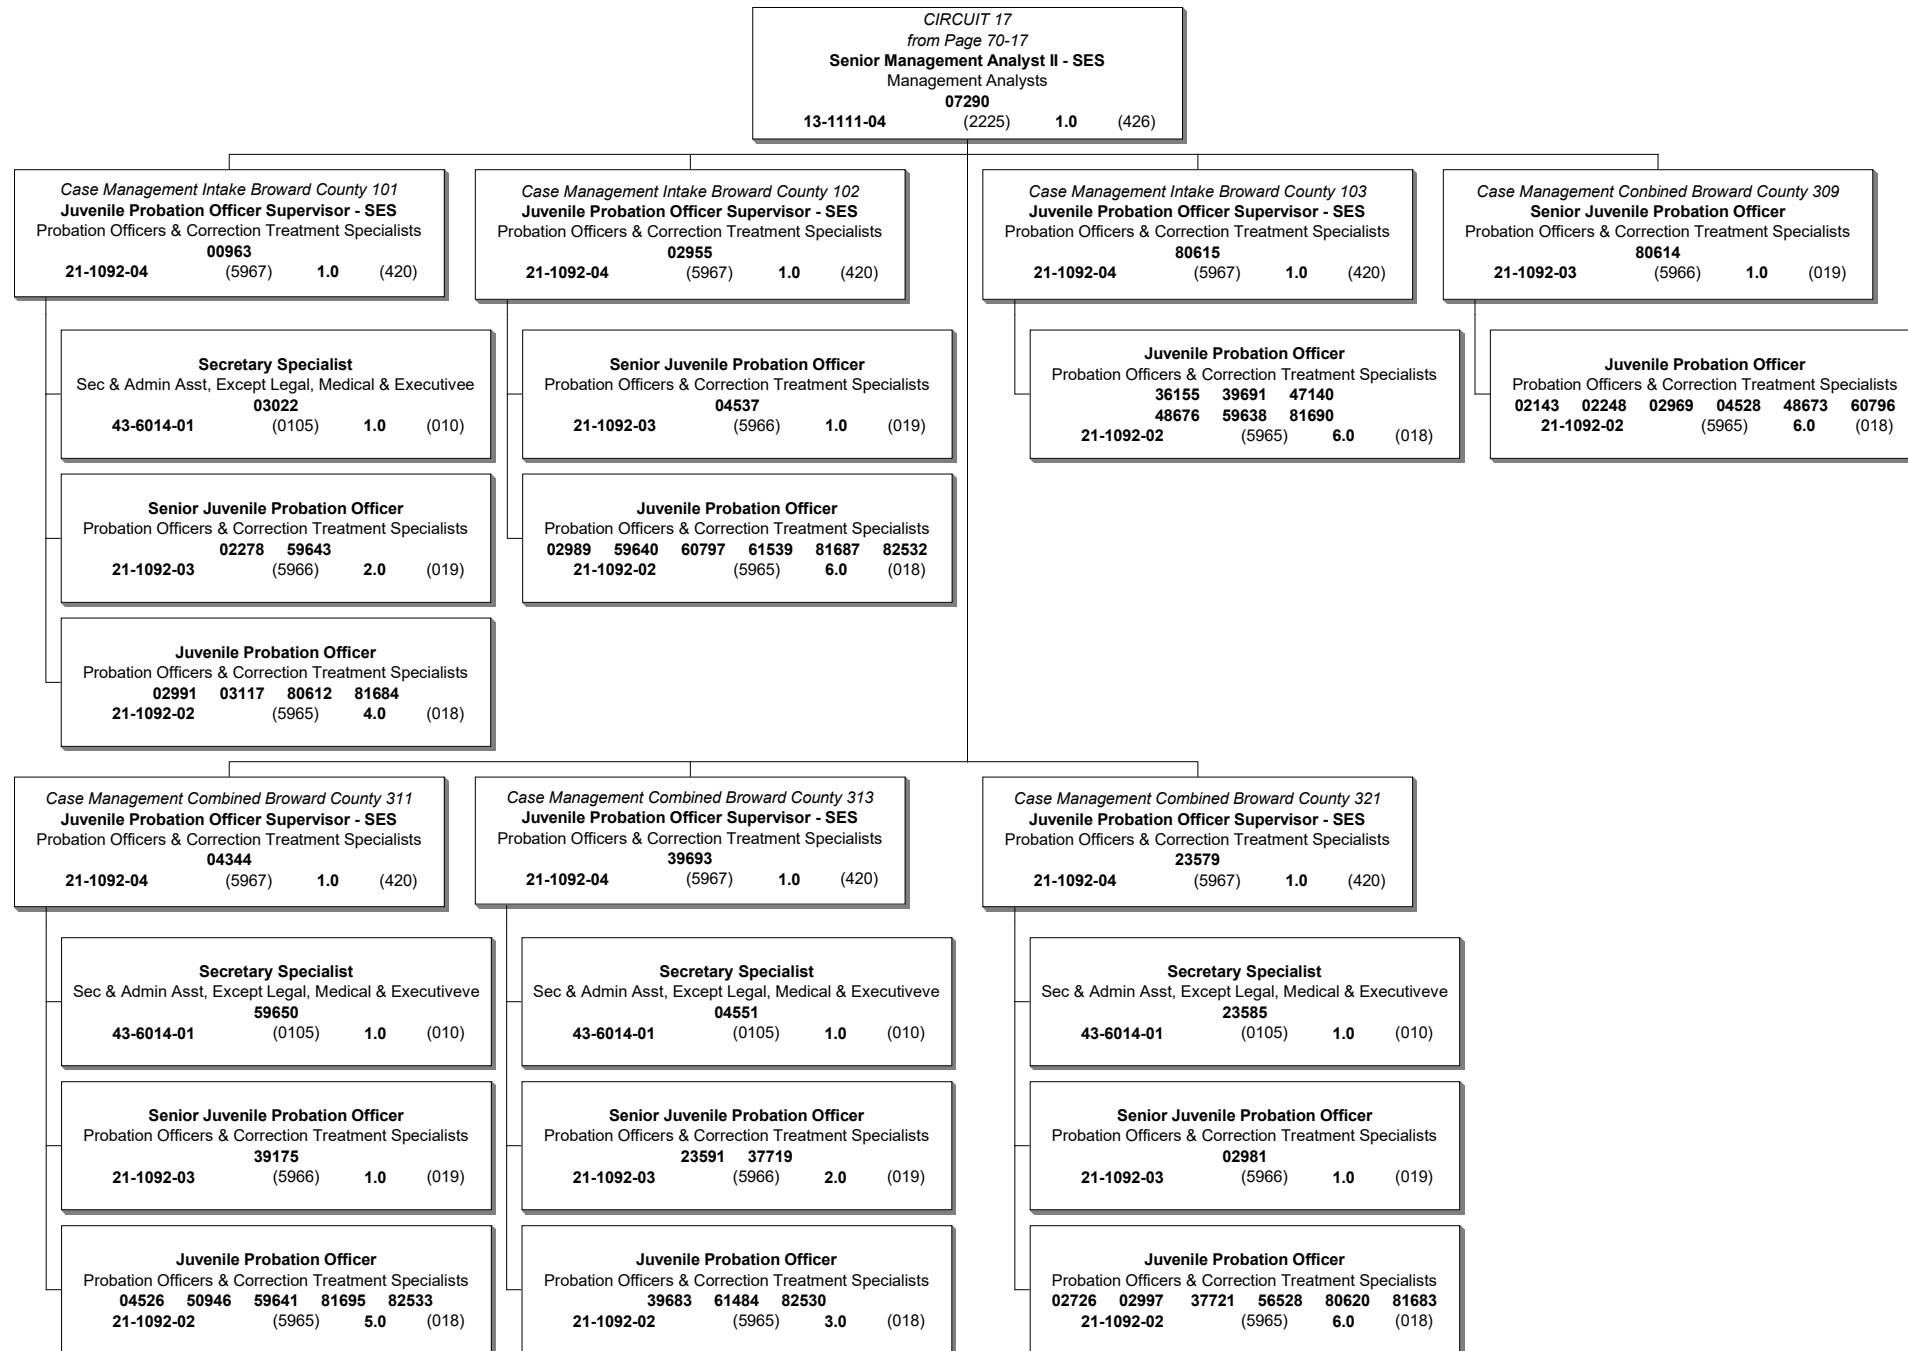 CIRCUIT 17
from Page 70-17
Senior Management Analyst II - SES
Management Analysts
07290
13-1111-04 (2225) 1.0 (426)
Case Management Intake Broward County 101
Juvenile Probation Officer Supervisor - SES
Probation Officers & Correction Treatment Specialists
00963
21-1092-04 (5967) 1.0 (420)
Case Management Intake Broward County 102
Juvenile Probation Officer Supervisor - SES
Probation Officers & Correction Treatment Specialists
02955
21-1092-04 (5967) 1.0 (420)
Case Management Intake Broward County 103
Juvenile Probation Officer Supervisor - SES
Probation Officers & Correction Treatment Specialists
80615
21-1092-04 (5967) 1.0 (420)
Case Management Combined Broward County 309
Senior Juvenile Probation Officer
Probation Officers & Correction Treatment Specialists
80614
21-1092-03 (5966) 1.0 (019)
Secretary Specialist
Sec & Admin Asst, Except Legal, Medical & Executivee
03022
43-6014-01 (0105) 1.0 (010)
Senior Juvenile Probation Officer
Probation Officers & Correction Treatment Specialists
04537
21-1092-03 (5966) 1.0 (019)
Juvenile Probation Officer
Probation Officers & Correction Treatment Specialists
36155 39691 47140
48676 59638 81690
21-1092-02 (5965) 6.0 (018)
Juvenile Probation Officer
Probation Officers & Correction Treatment Specialists
02143 02248 02969 04528 48673 60796
21-1092-02 (5965) 6.0 (018)
Senior Juvenile Probation Officer
Probation Officers & Correction Treatment Specialists
02278 59643
21-1092-03 (5966) 2.0 (019)
Juvenile Probation Officer
Probation Officers & Correction Treatment Specialists
02989 59640 60797 61539 81687 82532
21-1092-02 (5965) 6.0 (018)
Juvenile Probation Officer
Probation Officers & Correction Treatment Specialists
02991 03117 80612 81684
21-1092-02 (5965) 4.0 (018)
Case Management Combined Broward County 311
Juvenile Probation Officer Supervisor - SES
Probation Officers & Correction Treatment Specialists
04344
21-1092-04 (5967) 1.0 (420)
Case Management Combined Broward County 313
Juvenile Probation Officer Supervisor - SES
Probation Officers & Correction Treatment Specialists
39693
21-1092-04 (5967) 1.0 (420)
Case Management Combined Broward County 321
Juvenile Probation Officer Supervisor - SES
Probation Officers & Correction Treatment Specialists
23579
21-1092-04 (5967) 1.0 (420)
Secretary Specialist
Sec & Admin Asst, Except Legal, Medical & Executiveve
59650
43-6014-01 (0105) 1.0 (010)
Secretary Specialist
Sec & Admin Asst, Except Legal, Medical & Executiveve
04551
43-6014-01 (0105) 1.0 (010)
Secretary Specialist
Sec & Admin Asst, Except Legal, Medical & Executiveve
23585
43-6014-01 (0105) 1.0 (010)
Senior Juvenile Probation Officer
Probation Officers & Correction Treatment Specialists
39175
21-1092-03 (5966) 1.0 (019)
Senior Juvenile Probation Officer
Probation Officers & Correction Treatment Specialists
23591 37719
21-1092-03 (5966) 2.0 (019)
Senior Juvenile Probation Officer
Probation Officers & Correction Treatment Specialists
02981
21-1092-03 (5966) 1.0 (019)
Juvenile Probation Officer
Probation Officers & Correction Treatment Specialists
04526 50946 59641 81695 82533
21-1092-02 (5965) 5.0 (018)
Juvenile Probation Officer
Probation Officers & Correction Treatment Specialists
39683 61484 82530
21-1092-02 (5965) 3.0 (018)
Juvenile Probation Officer
Probation Officers & Correction Treatment Specialists
02726 02997 37721 56528 80620 81683
21-1092-02 (5965) 6.0 (018)